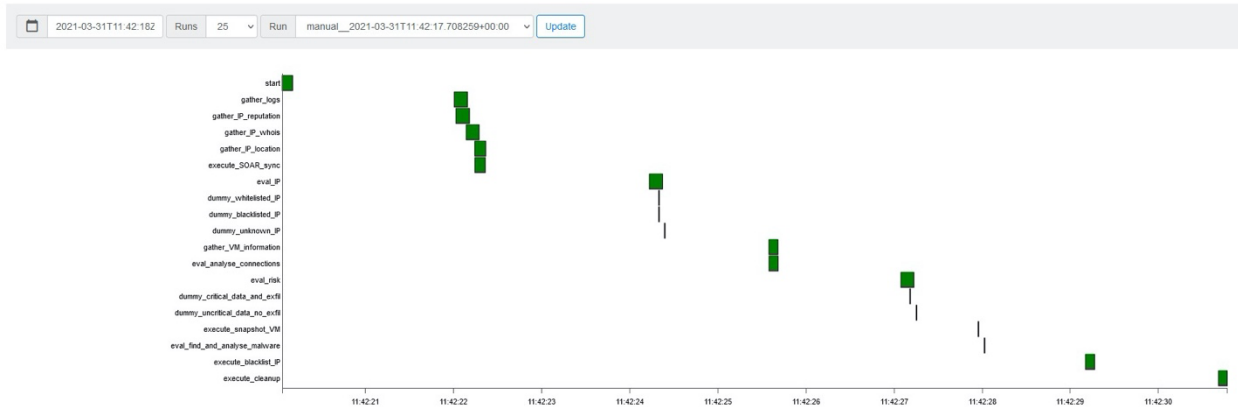 2021-03-31T11:42:18Z Runs 25 Run manual__2021-03-31T11:42:17.708259+00:00 Update
start
gather_logs
gather_IP_reputation
gather_IP_whois
gather_IP_location
execute_SOAR_sync
eval_IP
dummy_whitelisted_IP
dummy_blacklisted_IP
dummy_unknown_IP
gather_VM_information
eval_analyse_connections
eval_risk
dummy_critical_data_and_exfil
dummy_uncritical_data_no_exfil
execute_snapshot_VM
eval_find_and_analyse_malware
execute_blacklist_IP
execute_cleanup
11:42:21 11:42:22 11:42:23 11:42:24 11:42:25 11:42:26 11:42:27 11:42:28 11:42:29 11:42:30